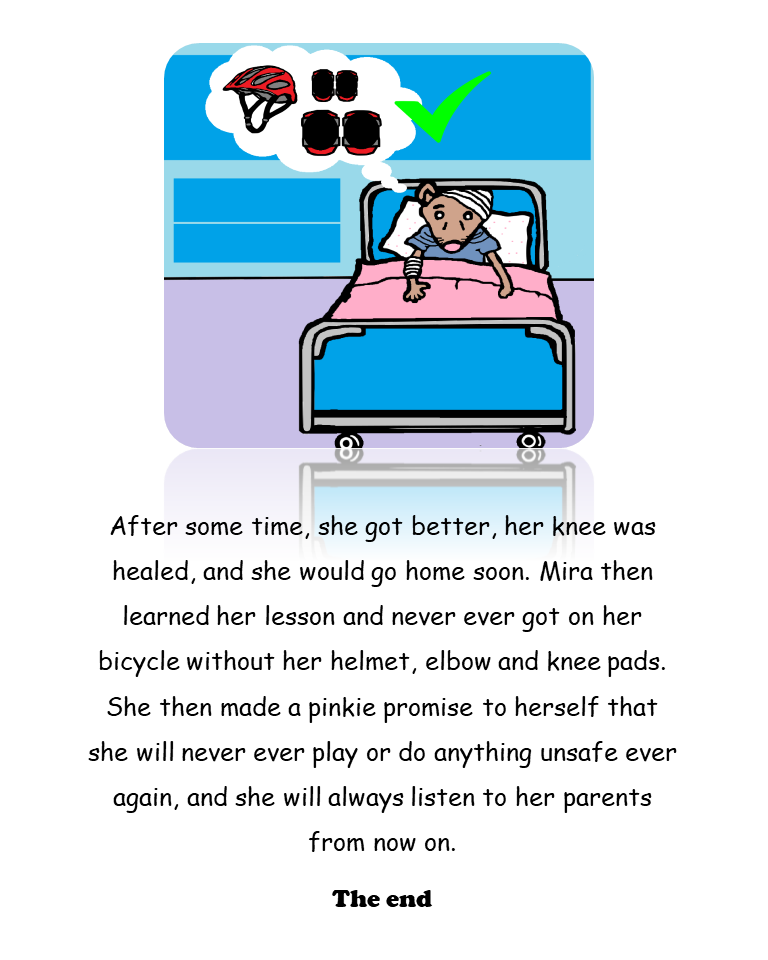 After some time, she got better, her knee was
healed, and she would go home soon. Mira then
learned her lesson and never ever got on her
bicycle without her helmet, elbow and knee pads.
She then made a pinkie promise to herself that
she will never ever play or do anything unsafe ever
again, and she will always listen to her parents
from now on.
The end